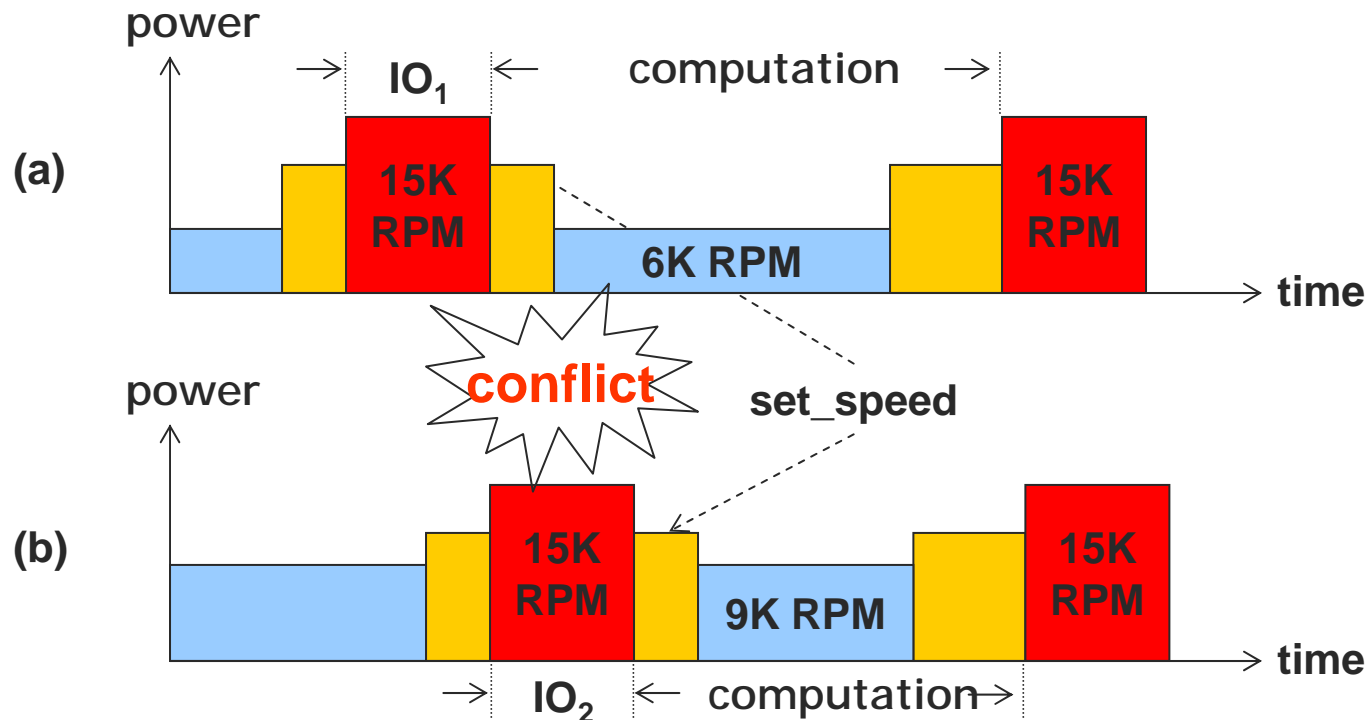 power
IO₁
computation
(a)
15K
RPM
15K
RPM
6K RPM
time
conflict
power
set_speed
(b)
15K
RPM
15K
RPM
9K RPM
time
IO₂
computation